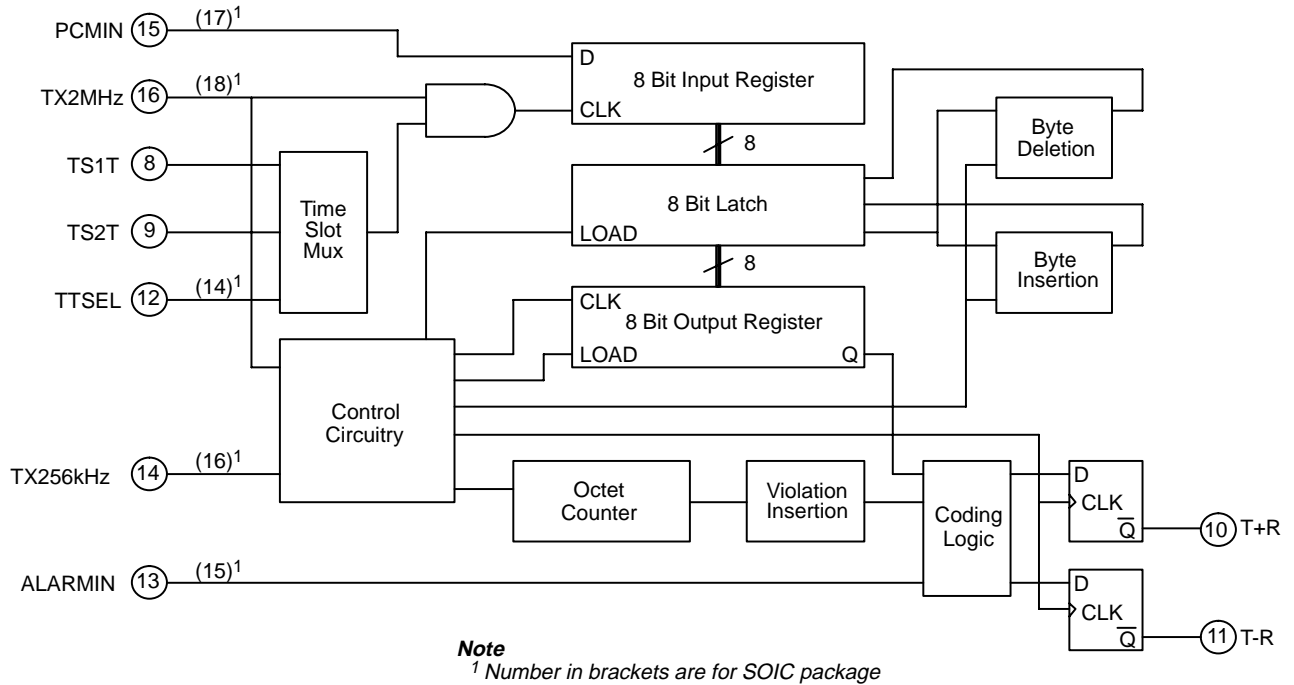 PCMIN 15 (17)1
D
8 Bit Input Register
TX2MHz 16 (18)1
CLK
8
Byte
Deletion
TS1T 8
Time
Slot
Mux
8 Bit Latch
TS2T 9
LOAD
8
Byte
Insertion
TTSEL 12 (14)1
CLK
8 Bit Output Register
LOAD
Q
Control
Circuitry
TX256kHz 14 (16)1
Octet
Counter
Violation
Insertion
Coding
Logic
D
CLK
Q
10 T+R
ALARMIN 13 (15)1
D
CLK
Q
11 T-R
Note
1 Number in brackets are for SOIC package